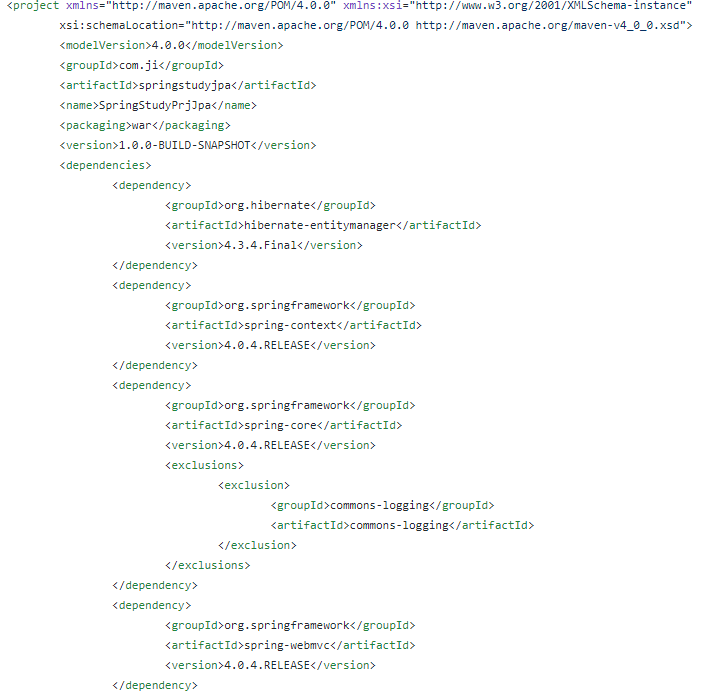 <project xmlns="http://maven.apache.org/POM/4.0.0" xmlns:xsi="http://www.w3.org/2001/XMLSchema-instance"
xsi:schemaLocation="http://maven.apache.org/POM/4.0.0 http://maven.apache.org/maven-v4_0_0.xsd">
<modelVersion>4.0.0</modelVersion>
<groupId>com.ji</groupId>
<artifactId>springstudyjpa</artifactId>
<name>SpringStudyPrjJpa</name>
<packaging>war</packaging>
<version>1.0.0-BUILD-SNAPSHOT</version>
<dependencies>
<dependency>
<groupId>org.hibernate</groupId>
<artifactId>hibernate-entitymanager</artifactId>
<version>4.3.4.Final</version>
</dependency>
<dependency>
<groupId>org.springframework</groupId>
<artifactId>spring-context</artifactId>
<version>4.0.4.RELEASE</version>
</dependency>
<dependency>
<groupId>org.springframework</groupId>
<artifactId>spring-core</artifactId>
<version>4.0.4.RELEASE</version>
<exclusions>
<exclusion>
<groupId>commons-logging</groupId>
<artifactId>commons-logging</artifactId>
</exclusion>
</exclusions>
</dependency>
<dependency>
<groupId>org.springframework</groupId>
<artifactId>spring-webmvc</artifactId>
<version>4.0.4.RELEASE</version>
</dependency>